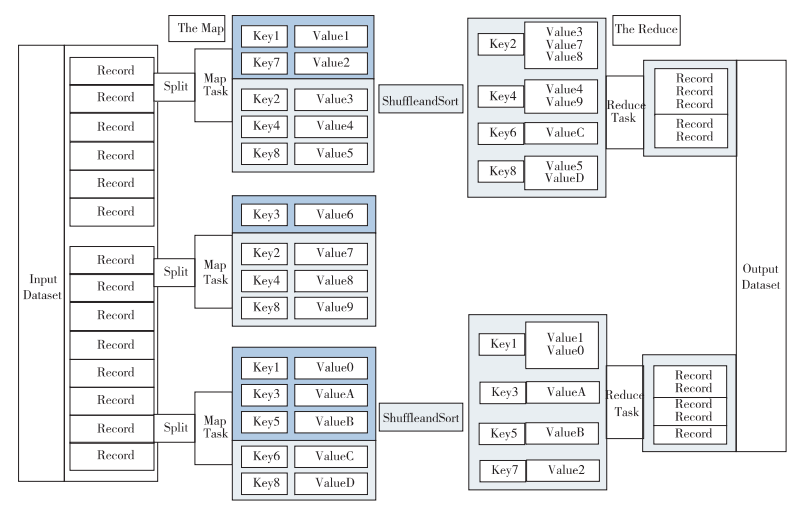 The Map
The Reduce
Input
Dataset
Record
Record
Record
Record
Record
Record
Record
Record
Record
Record
Record
Record
Record
Record
Split
Map
Task
Key1 Value1
Key7 Value2
Key2 Value3
Key4 Value4
Key8 Value5
Split
Map
Task
Key3 Value6
Key2 Value7
Key4 Value8
Key8 Value9
Split
Map
Task
Key1 Value0
Key3 ValueA
Key5 ValueB
Key6 ValueC
Key8 ValueD
ShuffleandSort
ShuffleandSort
Key2
Value3
Value7
Value8
Key4
Value4
Value9
Key6 ValueC
Key8
Value5
ValueD
Reduce
Task
Record
Record
Record
Record
Record
Key1
Value1
Value0
Key3 ValueA
Key5 ValueB
Key7 Value2
Reduce
Task
Record
Record
Record
Record
Record
Output
Dataset